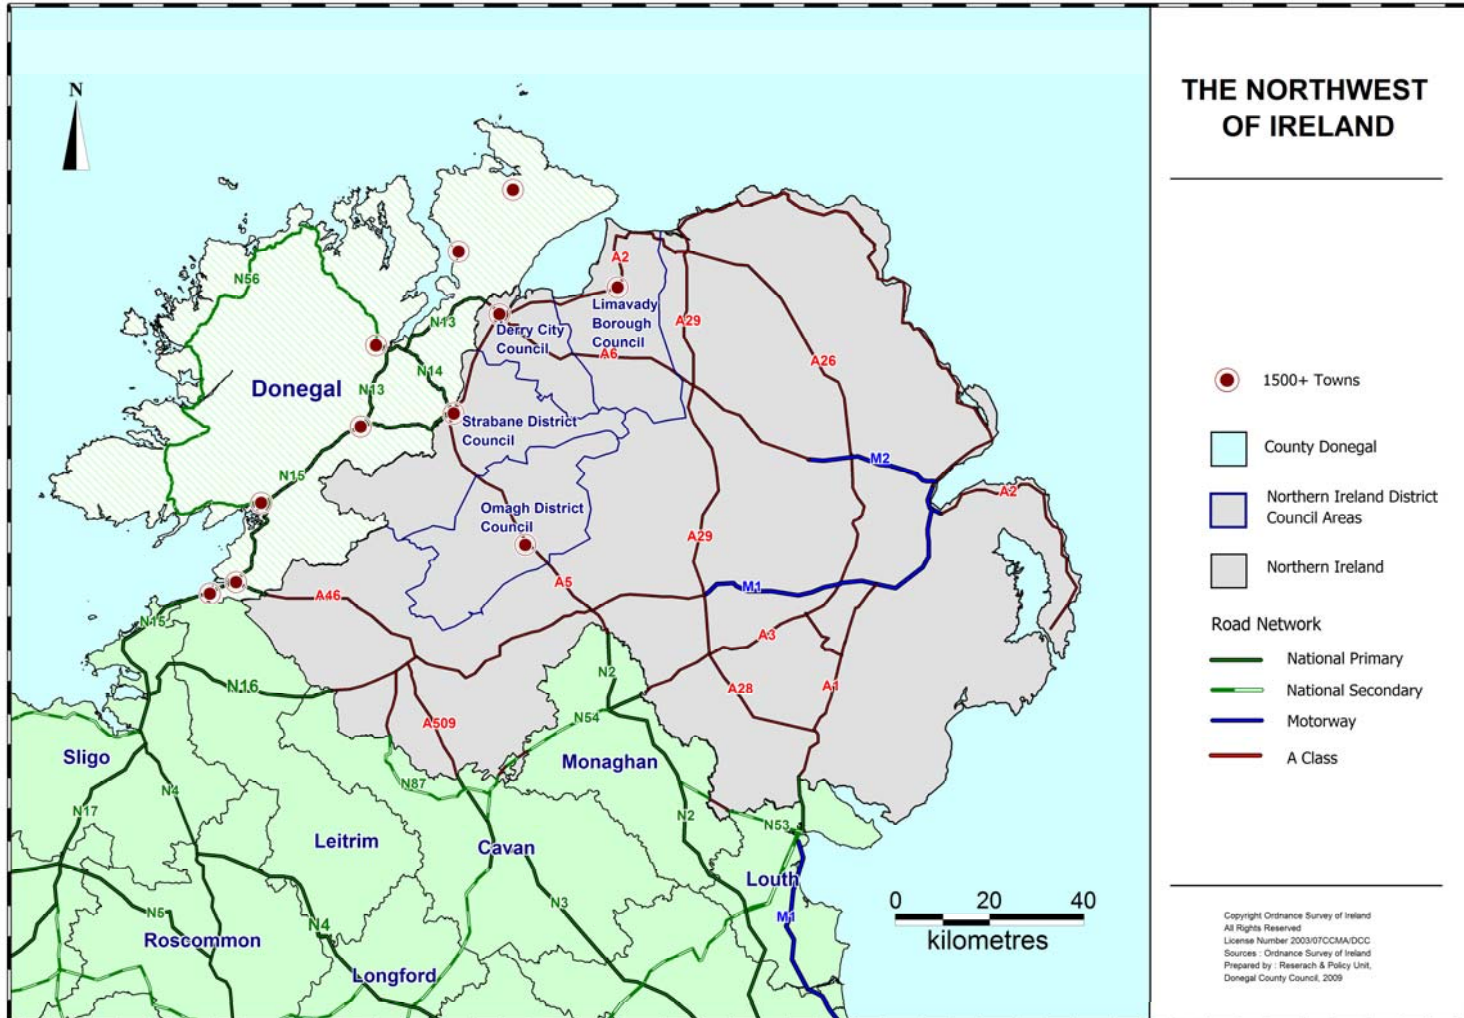 THE NORTHWEST
OF IRELAND
N
N56
A2
Limavady
Borough
Council
Derry City
Council
N13
A29
A6
A26
N14
N13
Donegal
Strabane District
Council
N15
M2
A2
Omagh District
Council
A29
A5
M1
A46
N15
A3
N2
N16
A28
A1
A509
N54
Sligo
Monaghan
N87
N4
N17
N2
N53
Leitrim
Cavan
Louth
N5
N4
N3
M1
Roscommon
Longford
0 20 40
kilometres
1500+ Towns
County Donegal
Northern Ireland District
Council Areas
Northern Ireland
Road Network
National Primary
National Secondary
Motorway
A Class
Copyright Ordnance Survey of Ireland
All Rights Reserved
License Number 2003/07CCMA/DCC
Sources : Ordnance Survey of Ireland
Prepared by : Reserach & Policy Unit,
Donegal County Council, 2009